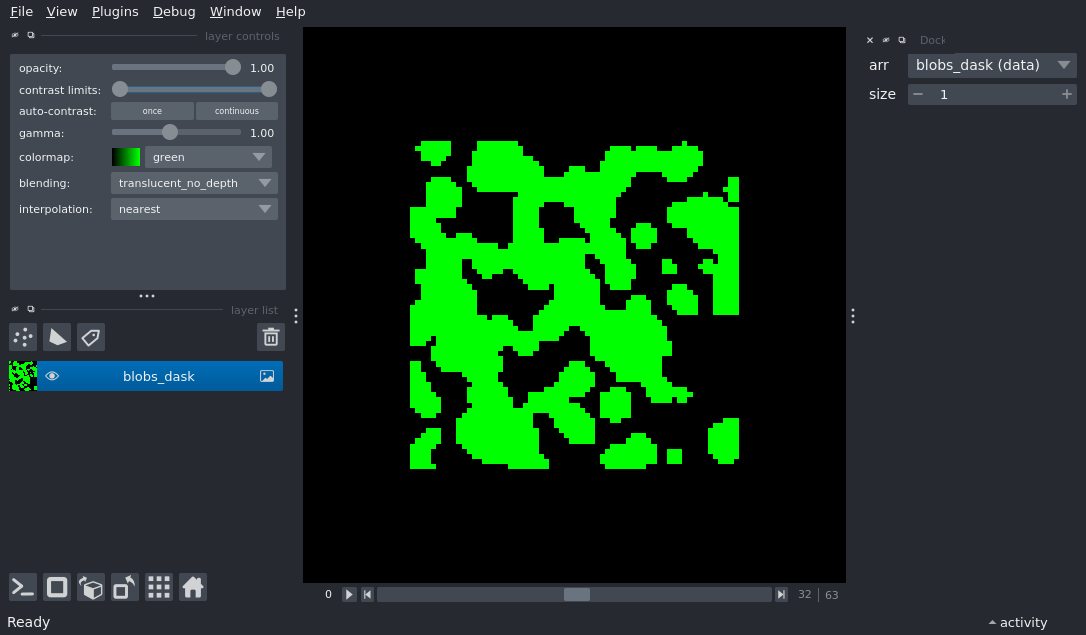 File View Plugins Debug Window Help
layer controls
opacity: 1.00
contrast limits:
auto-contrast: once continuous
gamma: 1.00
colormap: green
blending: translucent_no_depth
interpolation: nearest
layer list
blobs_dask
0 32 63
Dock
arr blobs_dask (data)
size 1
Ready
activity